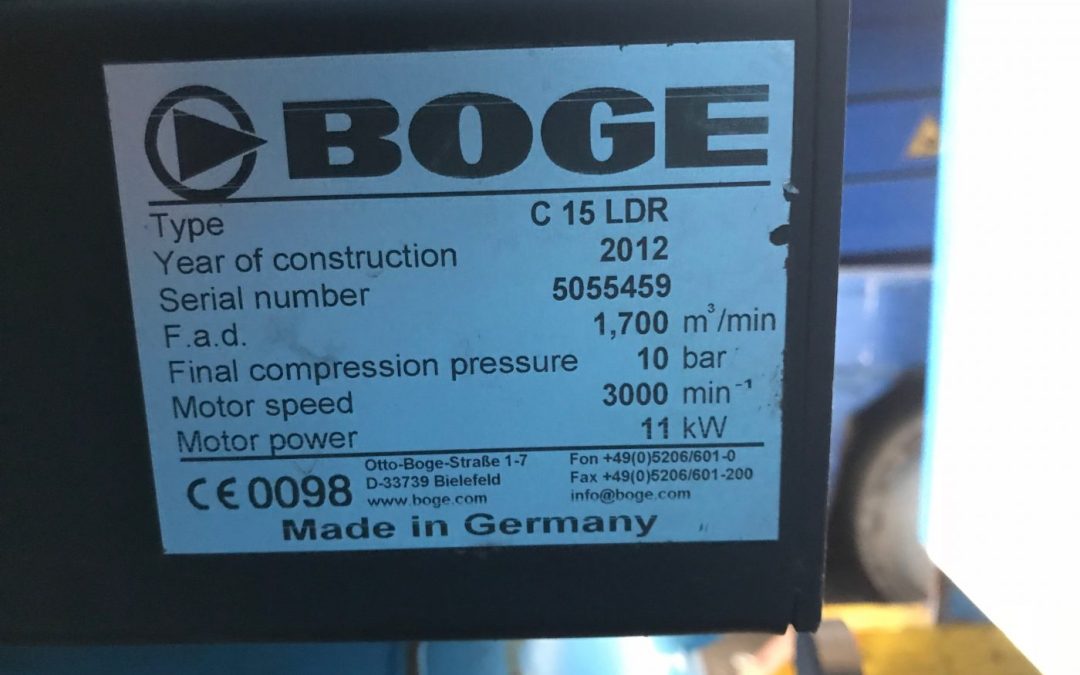 BOGE
Type C 15 LDR
Year of construction 2012
Serial number 5055459
F.a.d. 1,700 m³/min
Final compression pressure 10 bar
Motor speed 3000 min⁻¹
Motor power 11 kW
Otto-Boge-Straße 1-7 Fon +49(0)5206/601-0
D-33739 Bielefeld Fax +49(0)5206/601-200
CE 0098 www.boge.com info@boge.com
Made in Germany